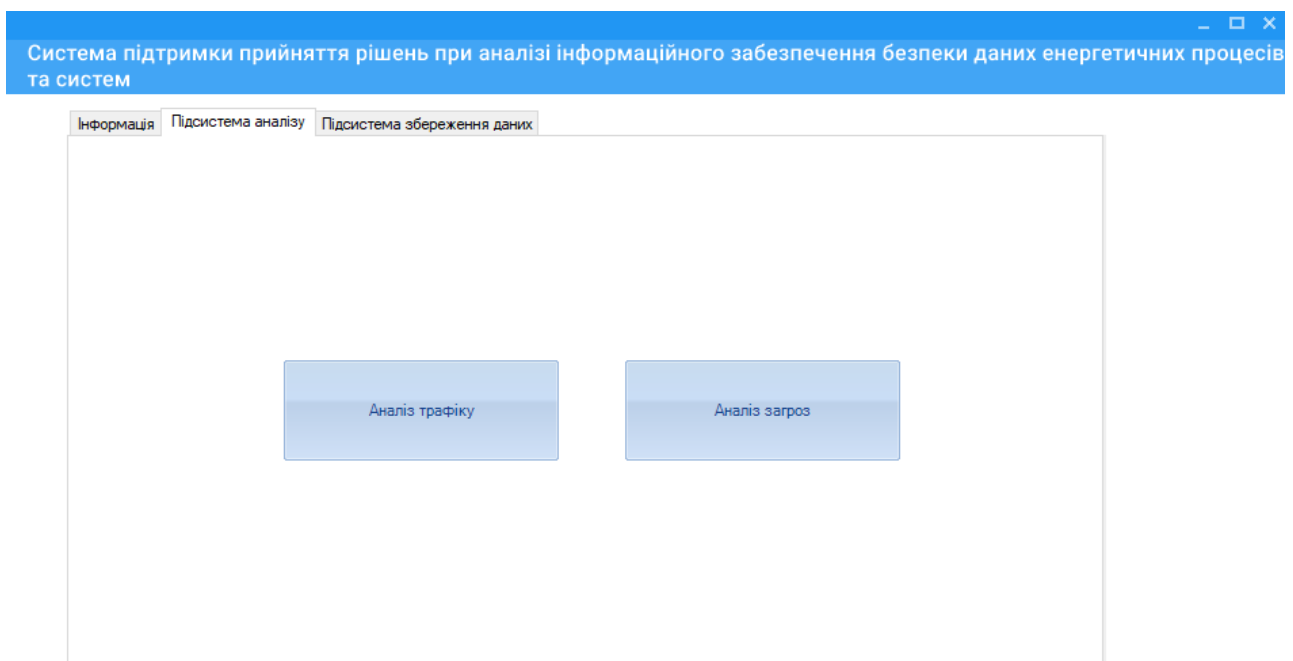 Система підтримки прийняття рішень при аналізі інформаційного забезпечення безпеки даних енергетичних процесів
та систем
Інформація Підсистема аналізу Підсистема збереження даних
Аналіз трафіку Аналіз загроз